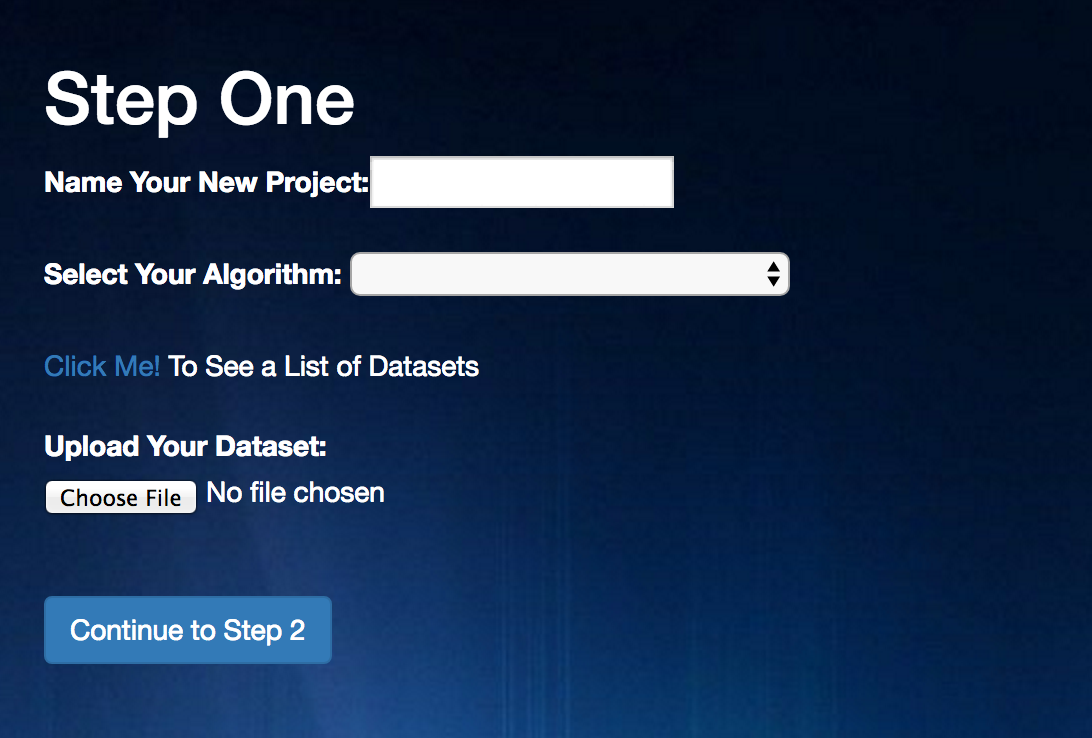 Step One
Name Your New Project:
Select Your Algorithm:
Click Me! To See a List of Datasets
Upload Your Dataset:
Choose File No file chosen
Continue to Step 2